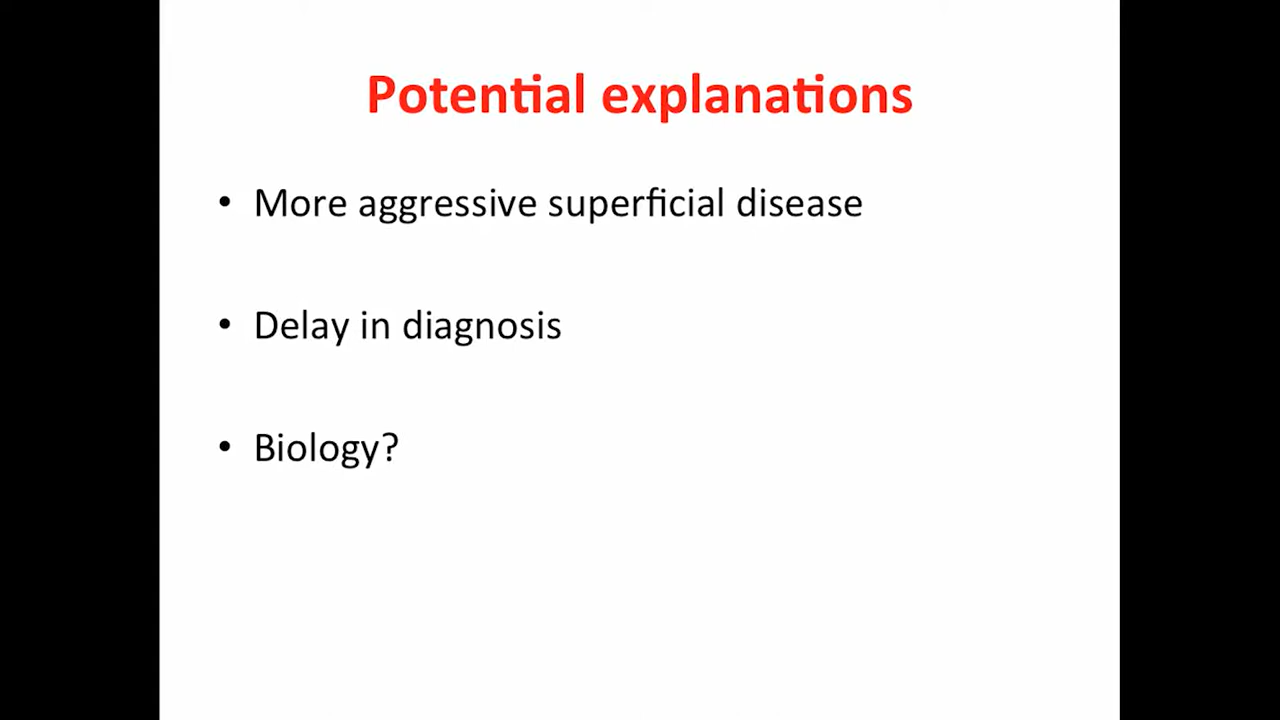 Potential explanations
• More aggressive superficial disease
• Delay in diagnosis
• Biology?